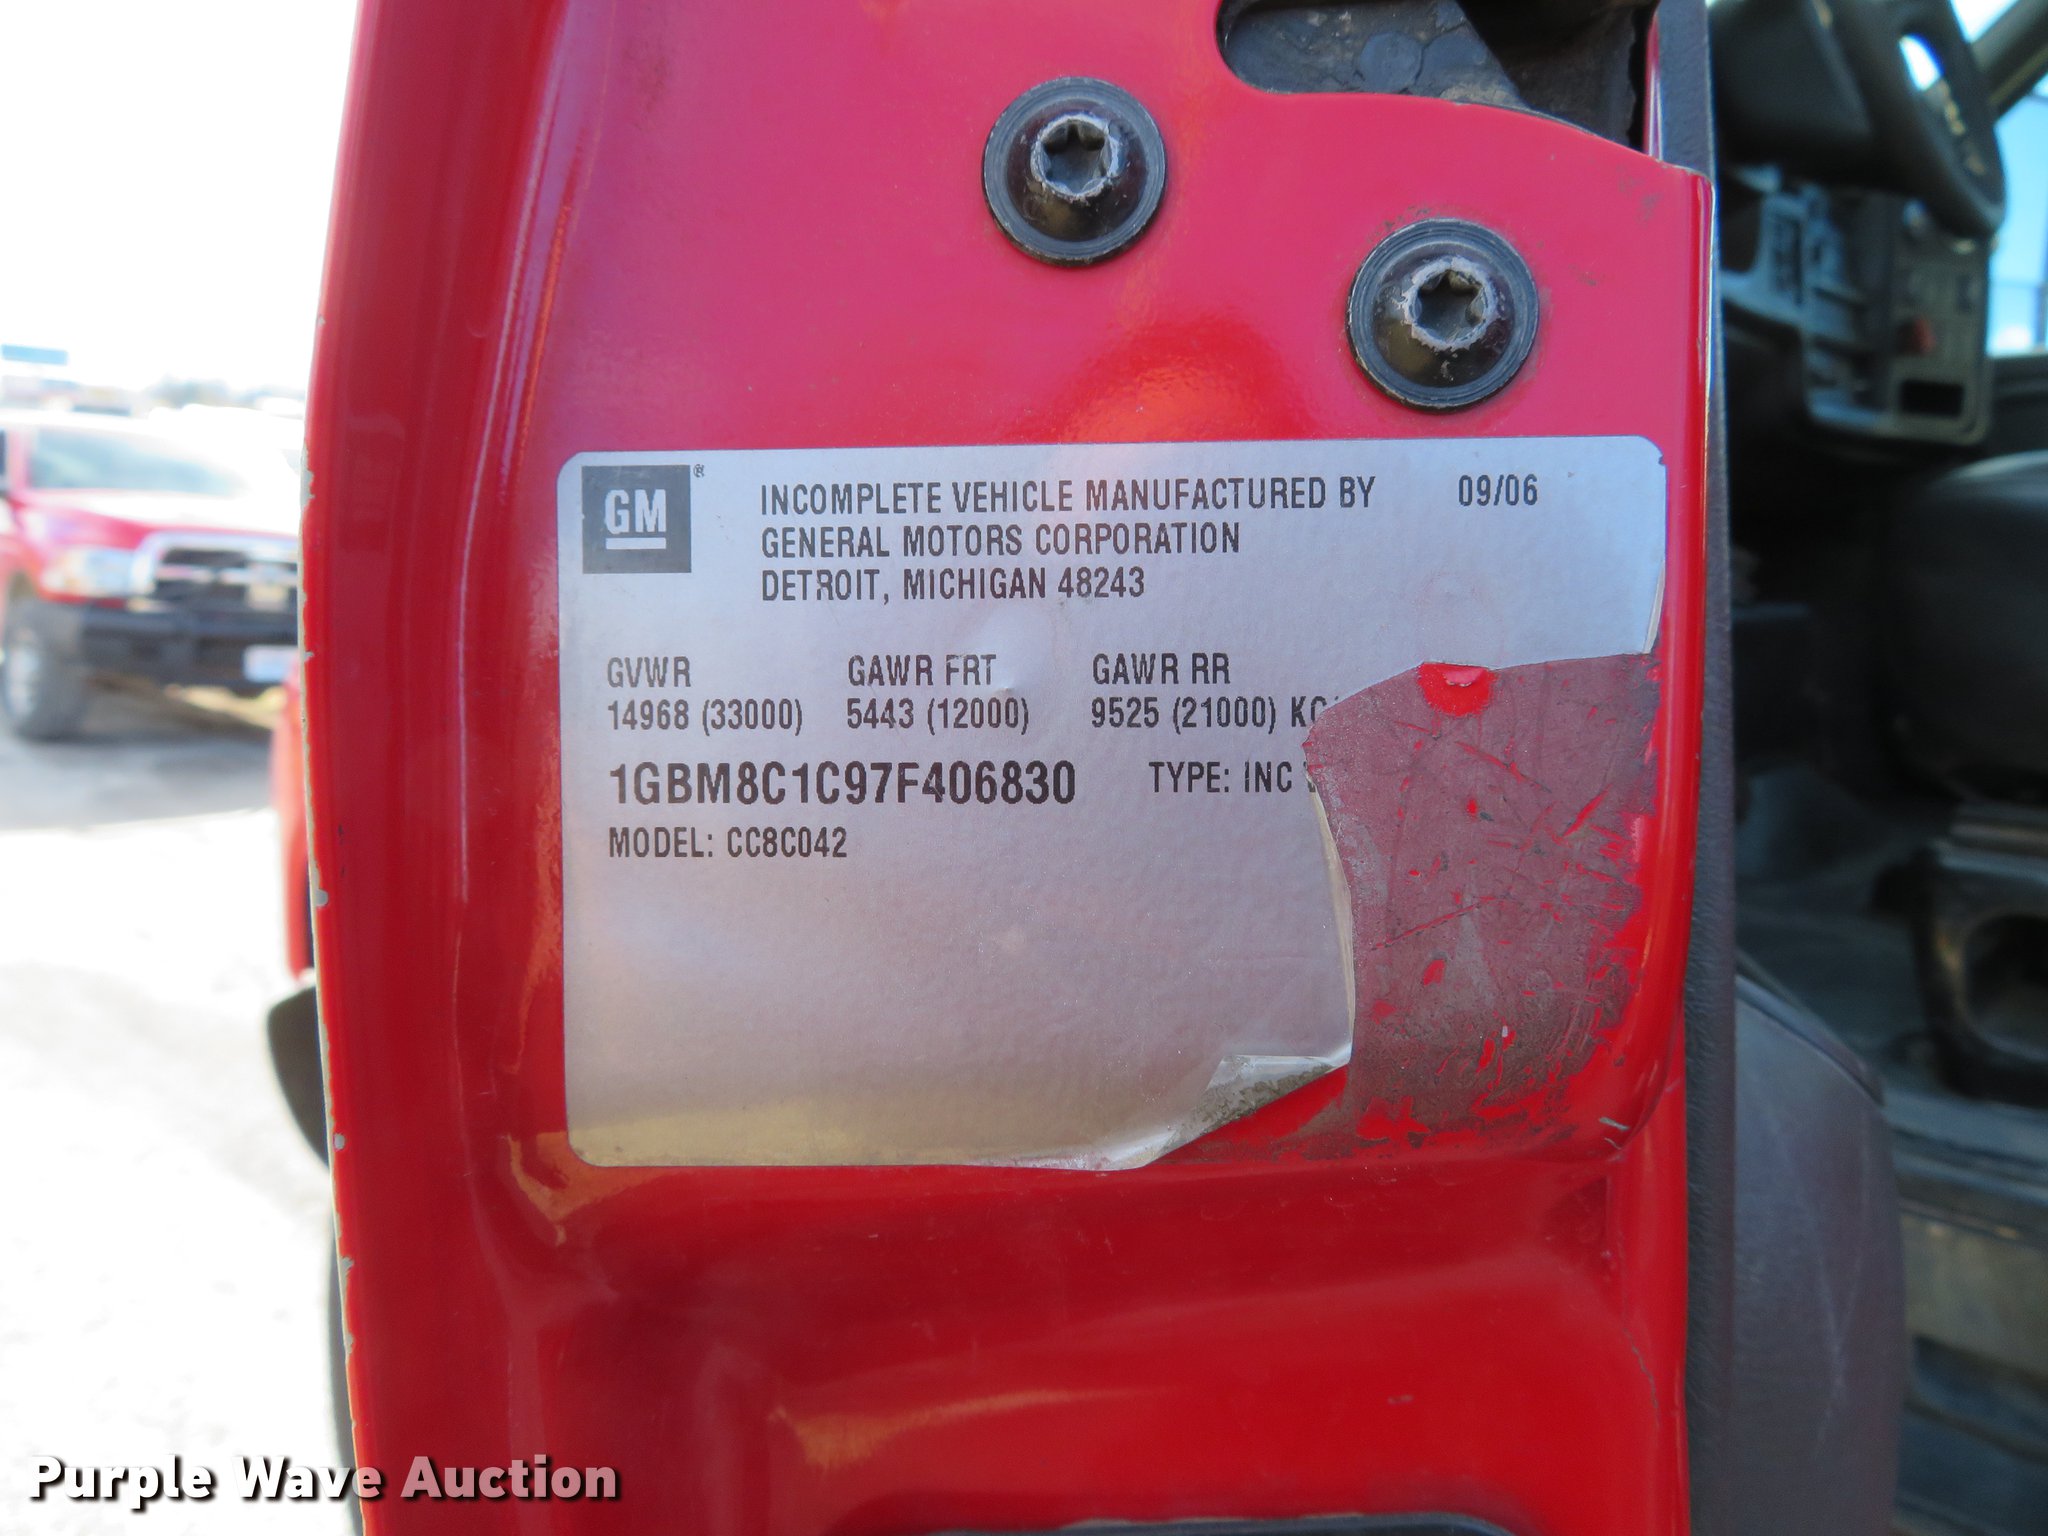 GM ®
INCOMPLETE VEHICLE MANUFACTURED BY 09/06
GENERAL MOTORS CORPORATION
DETROIT, MICHIGAN 48243
GVWR GAWR FRT GAWR RR
14968 (33000) 5443 (12000) 9525 (21000)
1GBM8C1C97F406830 TYPE: INC
MODEL: CC8C042
Purple Wave Auction